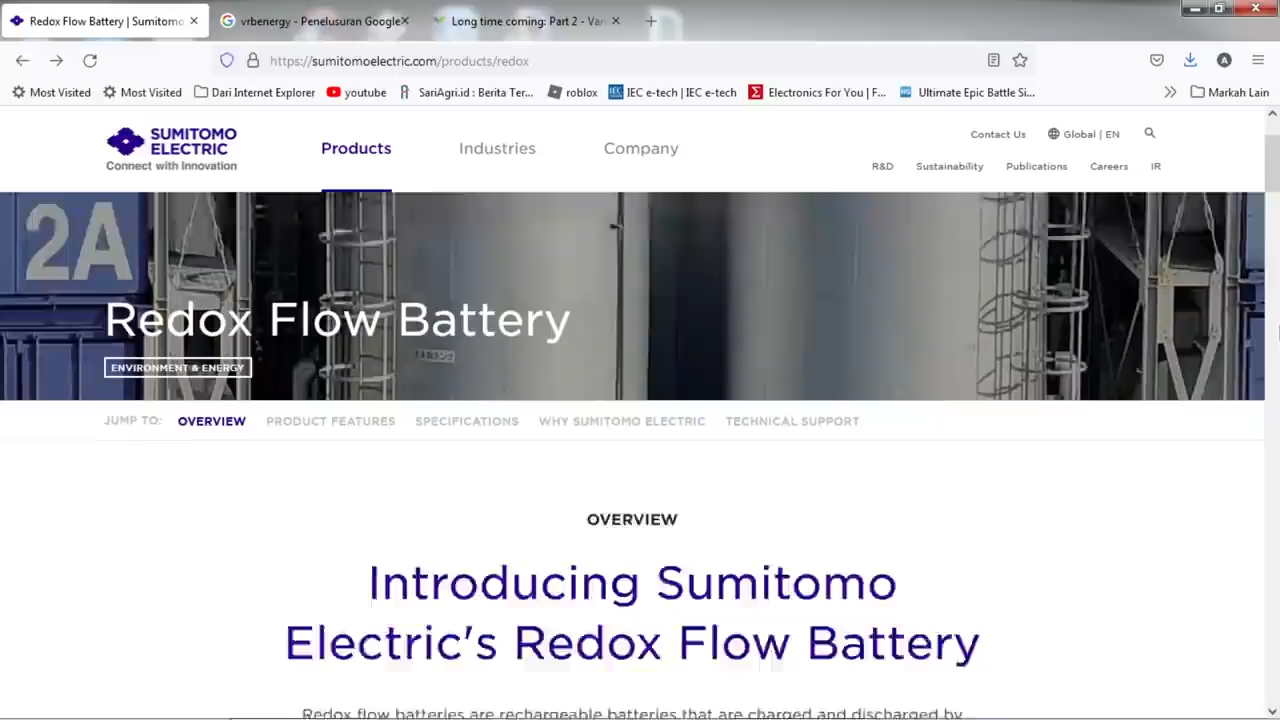 Redox Flow Battery | Sumitomo
vrbenergy - Penelusuran Google
Long time coming: Part 2 - Van
https://sumitomoelectric.com/products/redox
Most Visited
Most Visited
Dari Internet Explorer
youtube
SariAgri.id : Berita Ter...
roblox
IEC e-tech | IEC e-tech
Electronics For You | F...
Ultimate Epic Battle Si...
Markah Lain
SUMITOMO
ELECTRIC
Connect with Innovation
Products
Industries
Company
Contact Us
Global | EN
R&D
Sustainability
Publications
Careers
IR
2A
Redox Flow Battery
ENVIRONMENT & ENERGY
JUMP TO:
OVERVIEW
PRODUCT FEATURES
SPECIFICATIONS
WHY SUMITOMO ELECTRIC
TECHNICAL SUPPORT
OVERVIEW
Introducing Sumitomo
Electric's Redox Flow Battery
Redox flow batteries are rechargeable batteries that are charged and discharged by